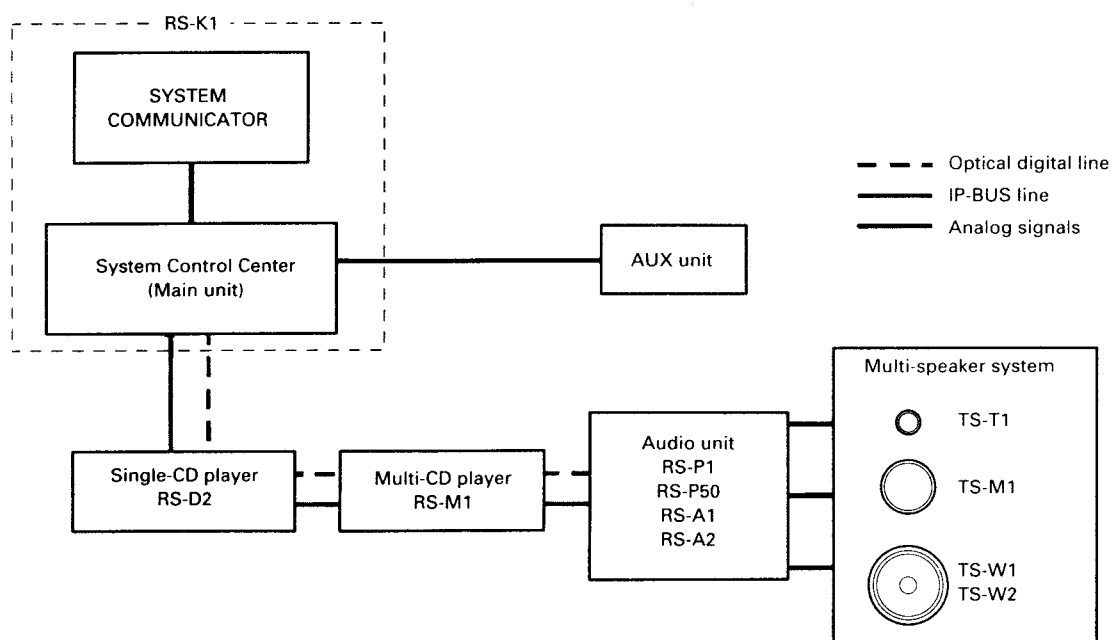 RS-K1
SYSTEM
COMMUNICATOR
System Control Center
(Main unit)
AUX unit
Optical digital line
IP-BUS line
Analog signals
Single-CD player
RS-D2
Multi-CD player
RS-M1
Audio unit
RS-P1
RS-P50
RS-A1
RS-A2
Multi-speaker system
TS-T1
TS-M1
TS-W1
TS-W2